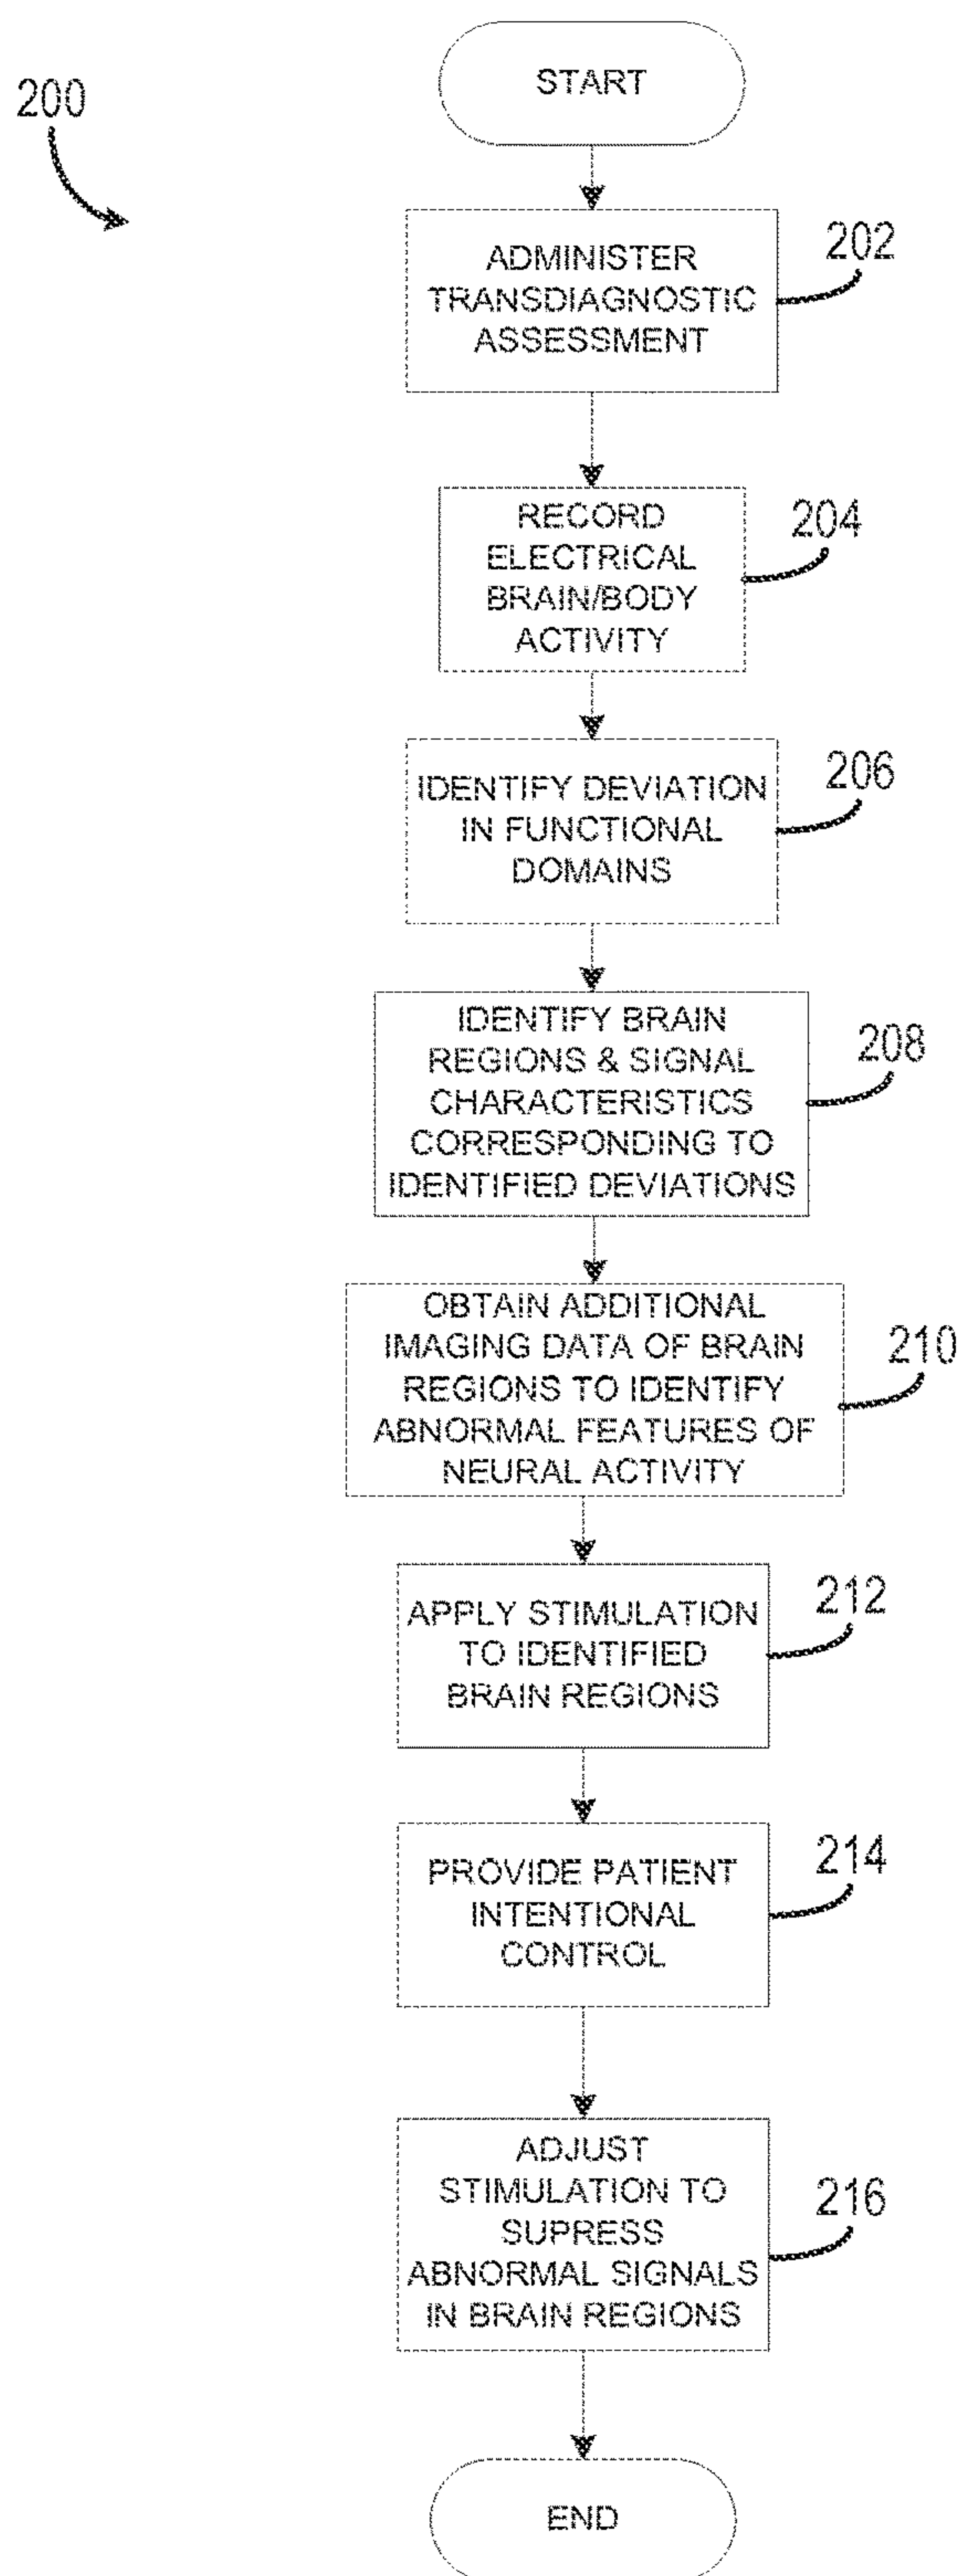 START
200
202
ADMINISTER
TRANSDIAGNOSTIC
ASSESSMENT
204
RECORD
ELECTRICAL
BRAIN/BODY
ACTIVITY
206
IDENTIFY DEVIATION
IN FUNCTIONAL
DOMAINS
208
IDENTIFY BRAIN
REGIONS & SIGNAL
CHARACTERISTICS
CORRESPONDING TO
IDENTIFIED DEVIATIONS
210
OBTAIN ADDITIONAL
IMAGING DATA OF BRAIN
REGIONS TO IDENTIFY
ABNORMAL FEATURES OF
NEURAL ACTIVITY
212
APPLY STIMULATION
TO IDENTIFIED
BRAIN REGIONS
214
PROVIDE PATIENT
INTENTIONAL
CONTROL
216
ADJUST
STIMULATION TO
SUPRESS
ABNORMAL SIGNALS
IN BRAIN REGIONS
END